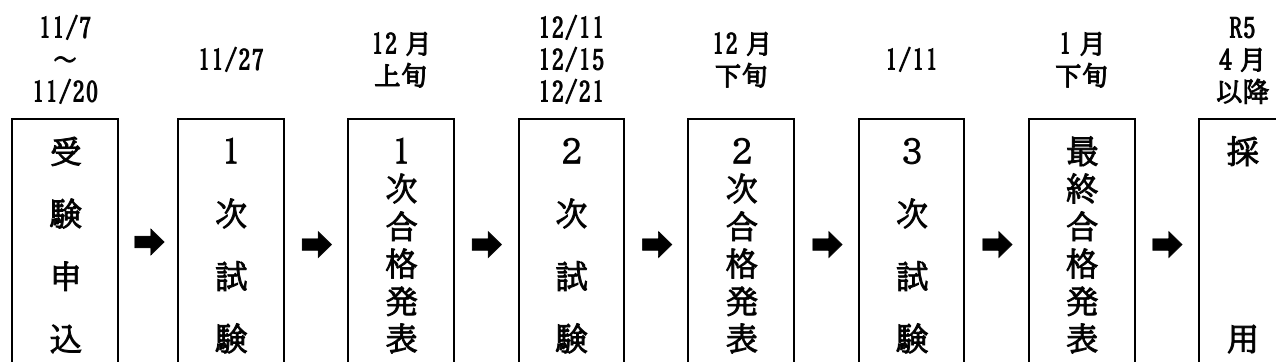 11/7
～
11/20
受験申込
11/27
１次試験
12月
上旬
１次合格発表
12/11
12/15
12/21
２次試験
12月
下旬
２次合格発表
1/11
３次試験
1月
下旬
最終合格発表
R5
4月
以降
採用